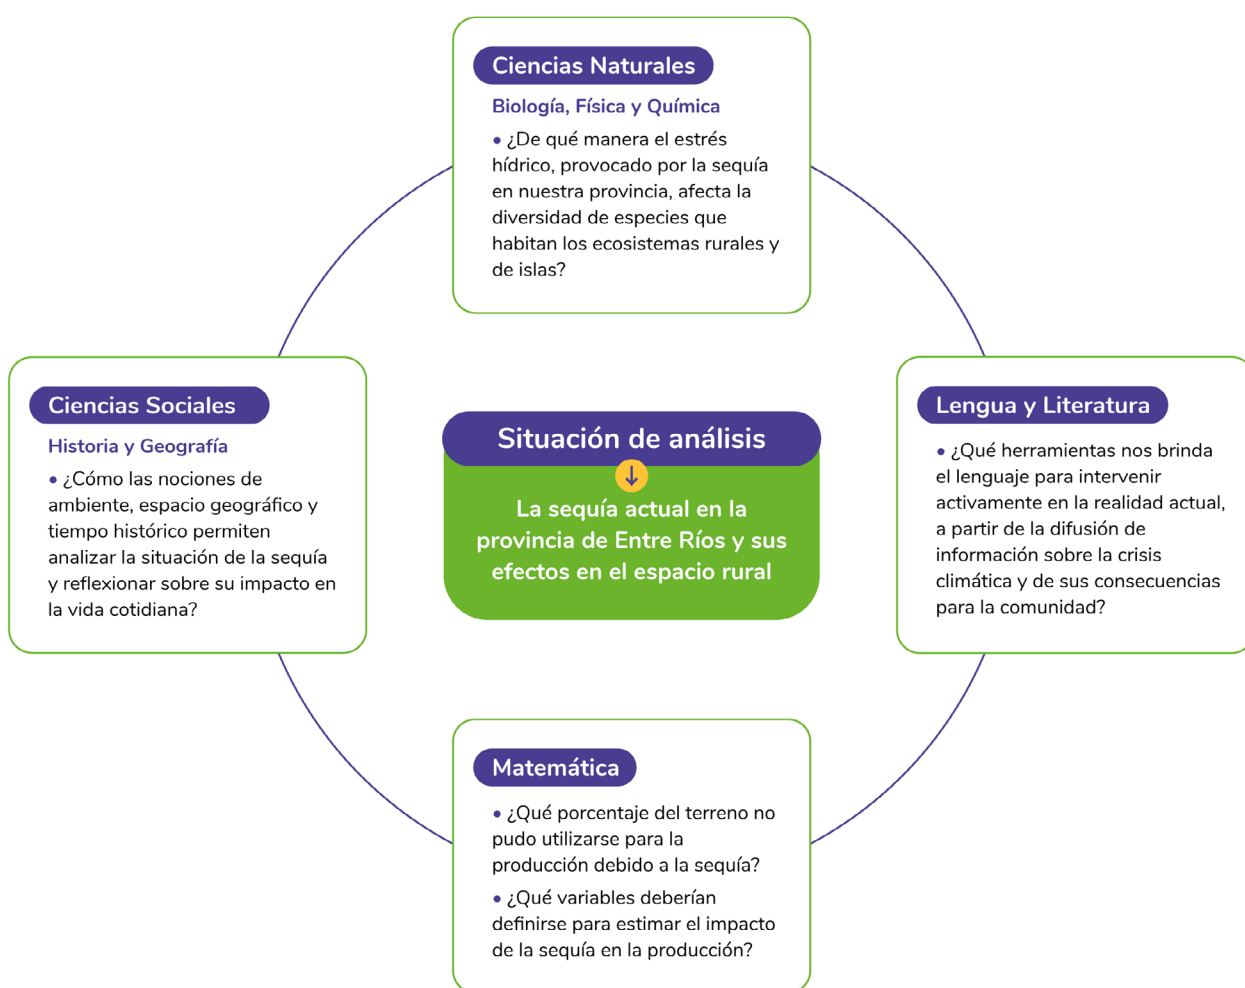 Ciencias Naturales
Biología, Física y Química
• ¿De qué manera el estrés
hídrico, provocado por la sequía
en nuestra provincia, afecta la
diversidad de especies que
habitan los ecosistemas rurales y
de islas?
Ciencias Sociales
Historia y Geografía
• ¿Cómo las nociones de
ambiente, espacio geográfico y
tiempo histórico permiten
analizar la situación de la sequía
y reflexionar sobre su impacto en
la vida cotidiana?
Situación de análisis
↓
La sequía actual en la
provincia de Entre Ríos y sus
efectos en el espacio rural
Lengua y Literatura
• ¿Qué herramientas nos brinda
el lenguaje para intervenir
activamente en la realidad actual,
a partir de la difusión de
información sobre la crisis
climática y de sus consecuencias
para la comunidad?
Matemática
• ¿Qué porcentaje del terreno no
pudo utilizarse para la
producción debido a la sequía?
• ¿Qué variables deberían
definirse para estimar el impacto
de la sequía en la producción?